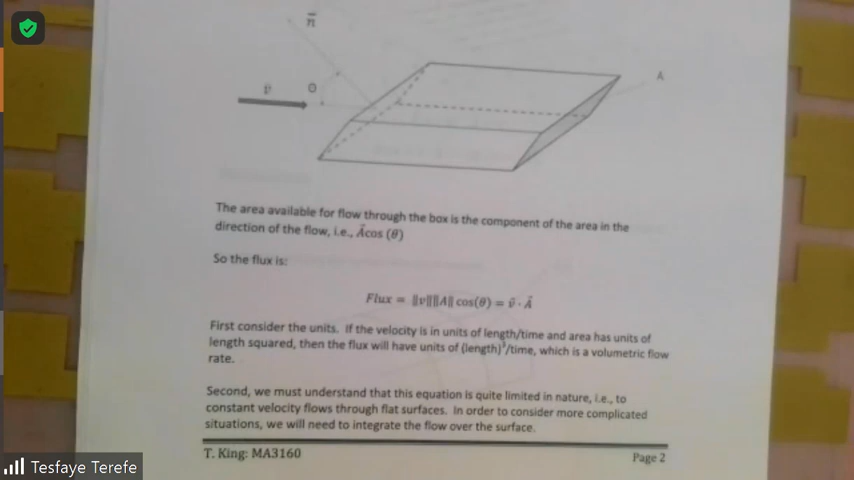 n̄
v̄
Θ
A
The area available for flow through the box is the component of the area in the
direction of the flow, i.e., Ācos (θ)
So the flux is:
Flux = ‖v‖‖A‖ cos(θ) = v̄ · Ā
First consider the units. If the velocity is in units of length/time and area has units of
length squared, then the flux will have units of (length)³/time, which is a volumetric flow
rate.
Second, we must understand that this equation is quite limited in nature, i.e., to
constant velocity flows through flat surfaces. In order to consider more complicated
situations, we will need to integrate the flow over the surface.
T. King: MA3160
Page 2
Tesfaye Terefe